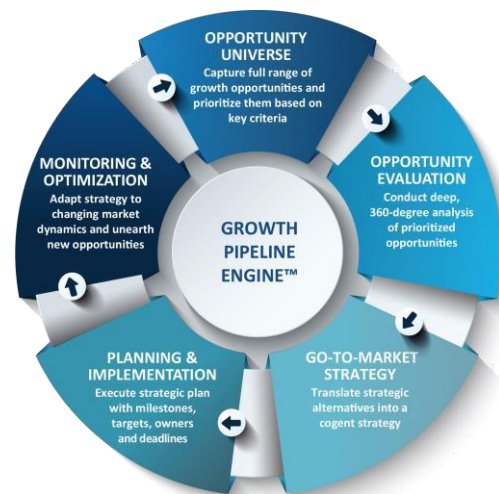 OPPORTUNITY
UNIVERSE
Capture full range of
growth opportunities and
prioritize them based on
key criteria
OPPORTUNITY
EVALUATION
Conduct deep,
360-degree analysis
of prioritized
opportunities
GO-TO-MARKET
STRATEGY
Translate strategic
alternatives into a
cogent strategy
PLANNING &
IMPLEMENTATION
Execute strategic plan
with milestones,
targets, owners
and deadlines
MONITORING &
OPTIMIZATION
Adapt strategy to
changing market
dynamics and unearth
new opportunities
GROWTH
PIPELINE
ENGINE™